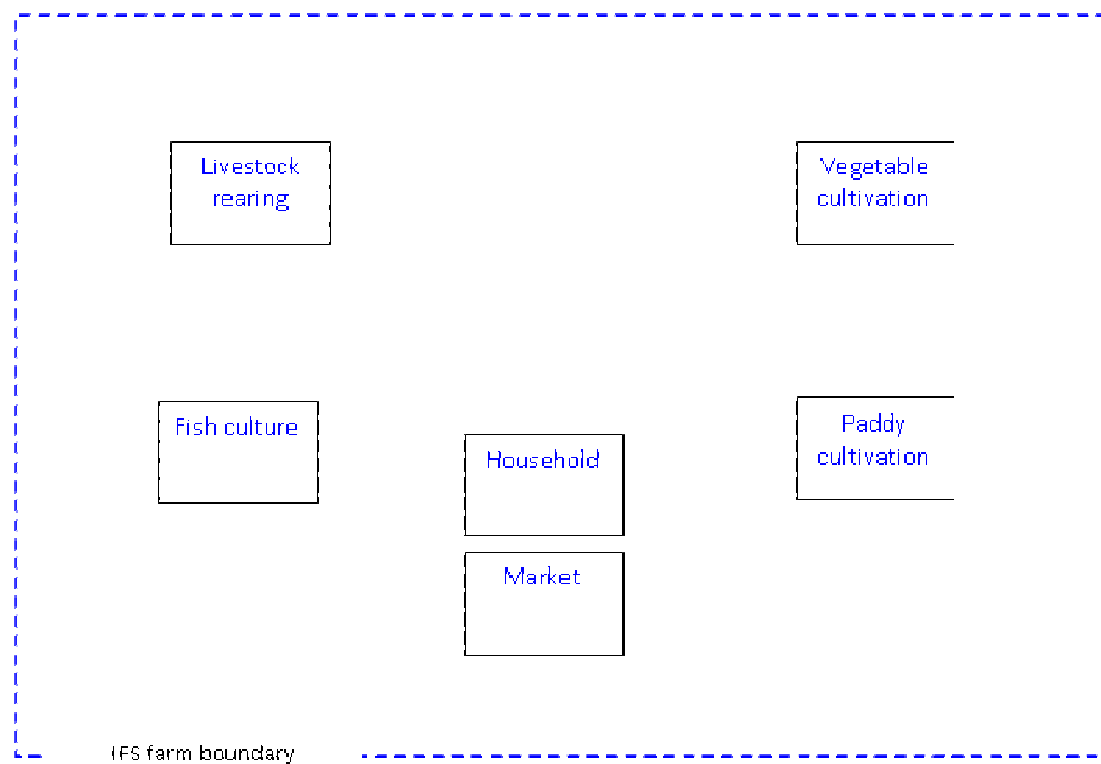 Livestock
rearing
Vegetable
cultivation
Fish culture
Paddy
cultivation
Household
Market
IFS farm boundary